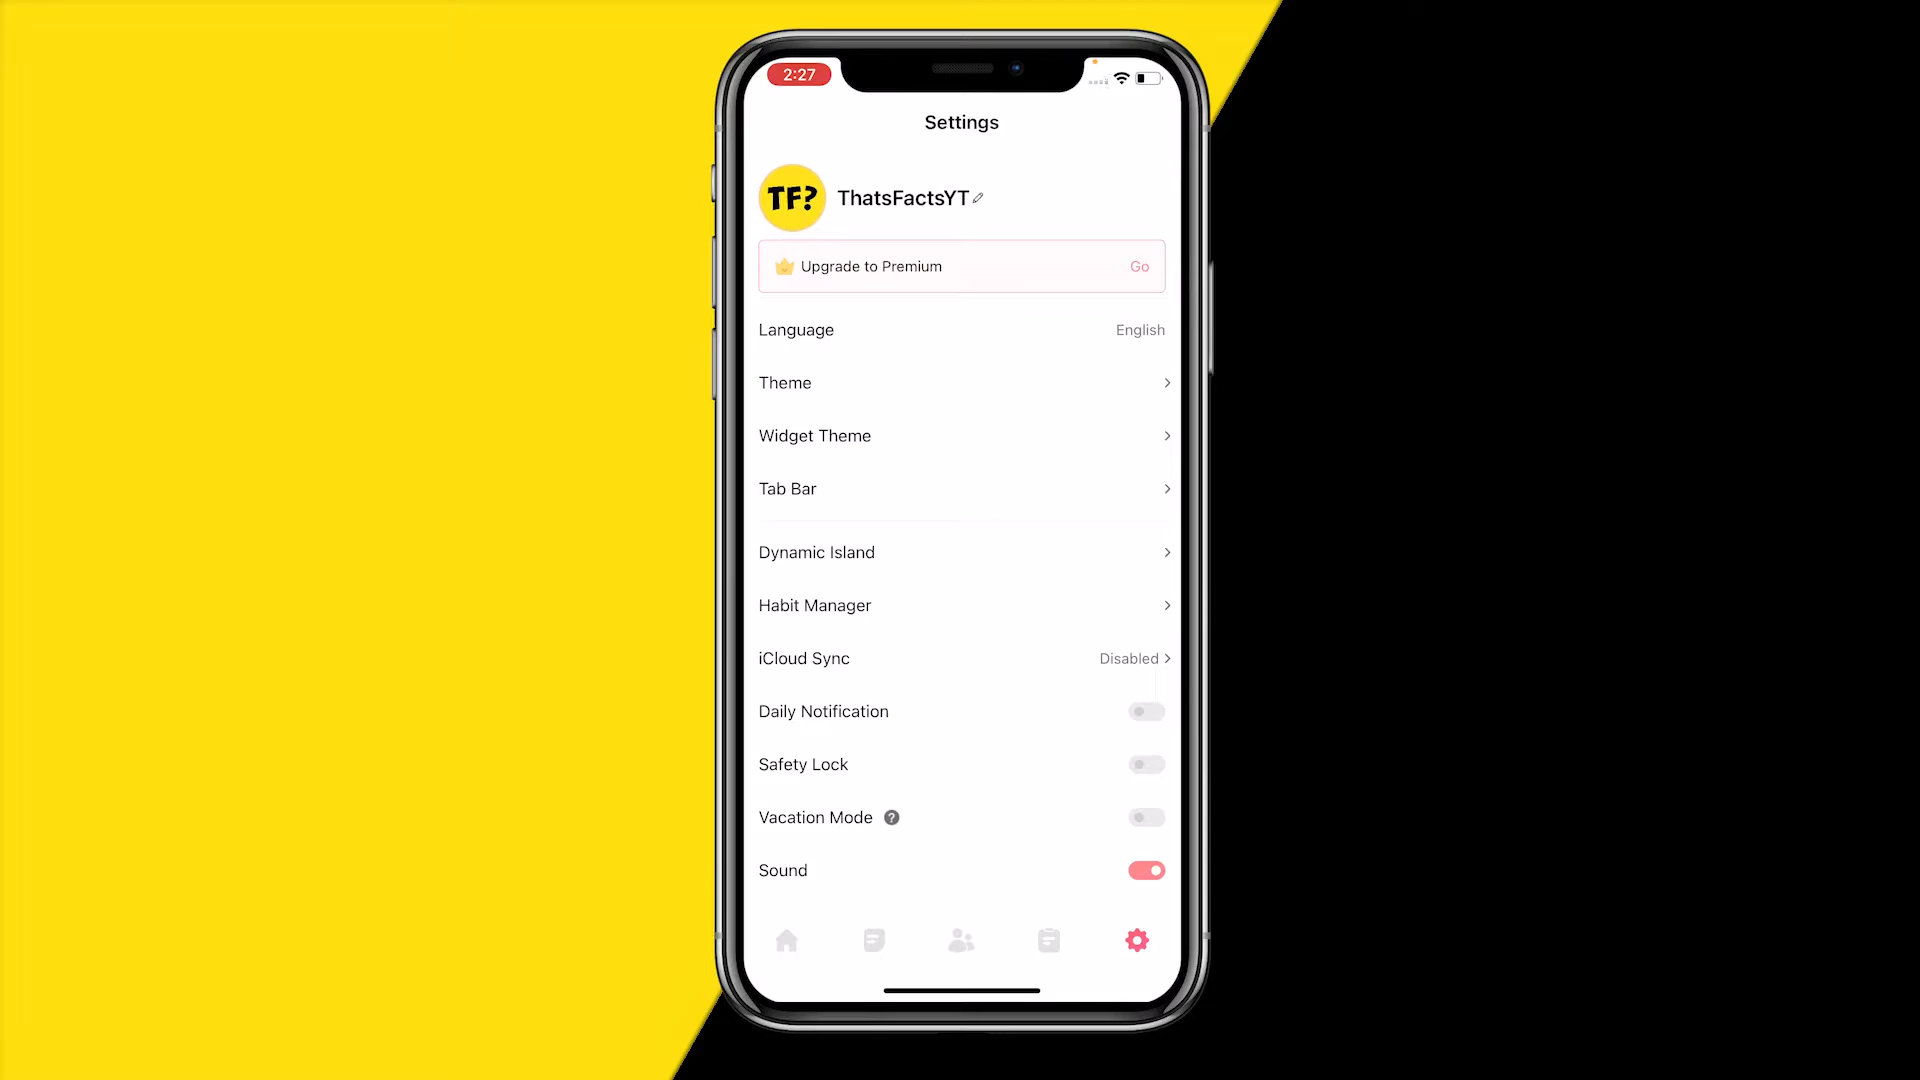 2:27
Settings
TF?
ThatsFactsYT
Upgrade to Premium Go
Language English
Theme
Widget Theme
Tab Bar
Dynamic Island
Habit Manager
iCloud Sync Disabled
Daily Notification
Safety Lock
Vacation Mode ?
Sound